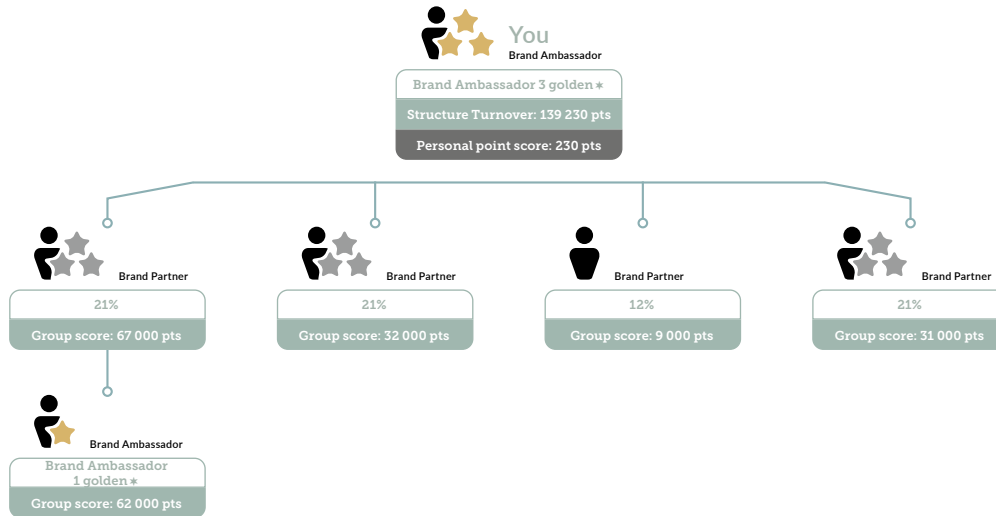 You
Brand Ambassador
Brand Ambassador 3 golden ✶
Structure Turnover: 139 230 pts
Personal point score: 230 pts
Brand Partner
21%
Group score: 67 000 pts
Brand Partner
21%
Group score: 32 000 pts
Brand Partner
12%
Group score: 9 000 pts
Brand Partner
21%
Group score: 31 000 pts
Brand Ambassador
Brand Ambassador
1 golden ✶
Group score: 62 000 pts